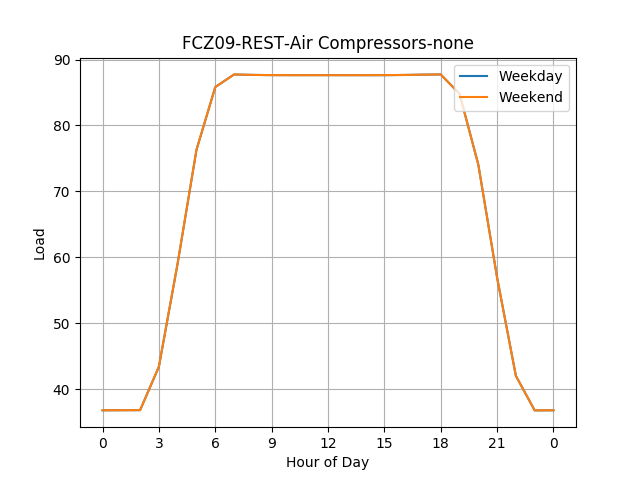 FCZ09-REST-Air Compressors-none
Weekday
Weekend
90
80
70
60
50
40
Load
0 3 6 9 12 15 18 21 0
Hour of Day